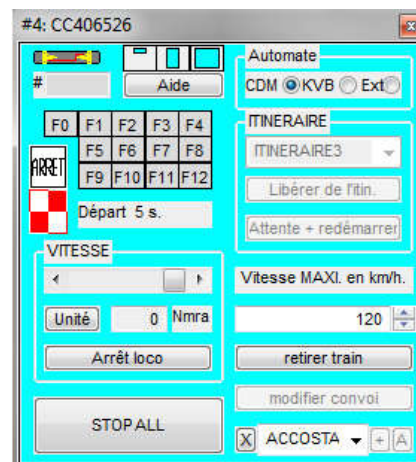 #4: CC406526
x
Automate
#
Aide
CDM KVB Ext
F0 F1 F2 F3 F4
F5 F6 F7 F8
F9 F10 F11 F12
ARRET
Départ 5 s.
ITINERAIRE
ITINERAIRE3
Libérer de l'itin.
Attente + redémarrer
VITESSE
Unité 0 Nmra
Arrêt loco
Vitesse MAXI. en km/h.
120
retirer train
modifier convoi
STOP ALL
X ACCOSTA + A